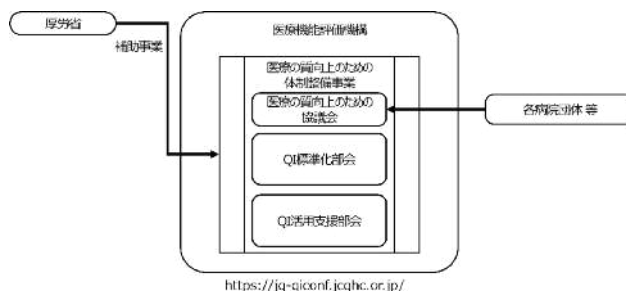 厚労省
補助事業
医療機能評価機構
医療の質向上のための
体制整備事業
医療の質向上のための
協議会
各病院団体 等
QI標準化部会
QI活用支援部会
https://jq-qiconf.jcqhc.or.jp/